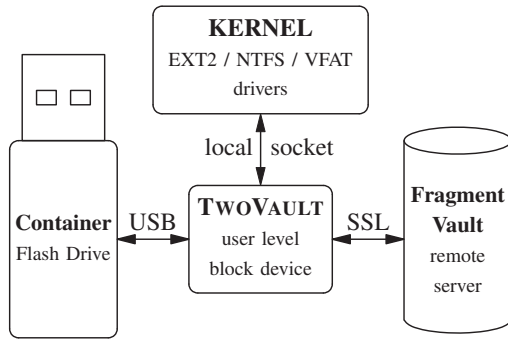 KERNEL
EXT2 / NTFS / VFAT
drivers
local socket
Container
Flash Drive
USB
TWOVAULT
user level
block device
SSL
Fragment
Vault
remote
server